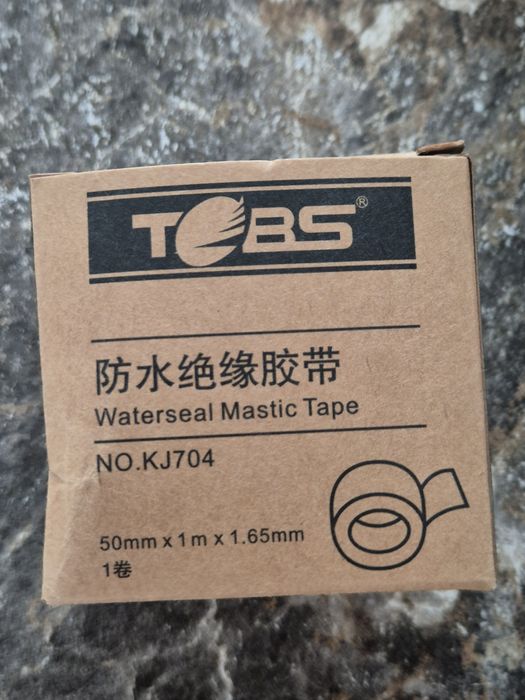 TOBS®
防水绝缘胶带
Waterseal Mastic Tape
NO.KJ704
50mm x 1m x 1.65mm
1卷